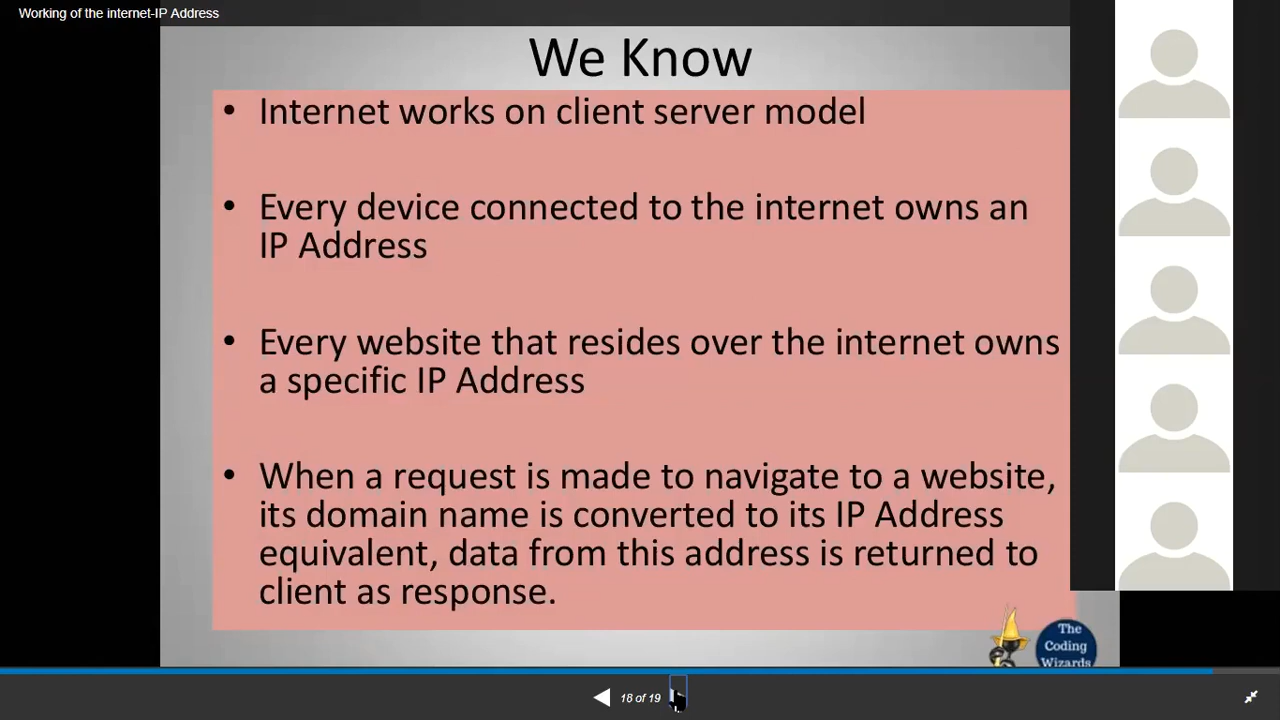 Working of the internet-IP Address
We Know
• Internet works on client server model
• Every device connected to the internet owns an
IP Address
• Every website that resides over the internet owns
a specific IP Address
• When a request is made to navigate to a website,
its domain name is converted to its IP Address
equivalent, data from this address is returned to
client as response.
The
Coding
Wizards
18 of 19